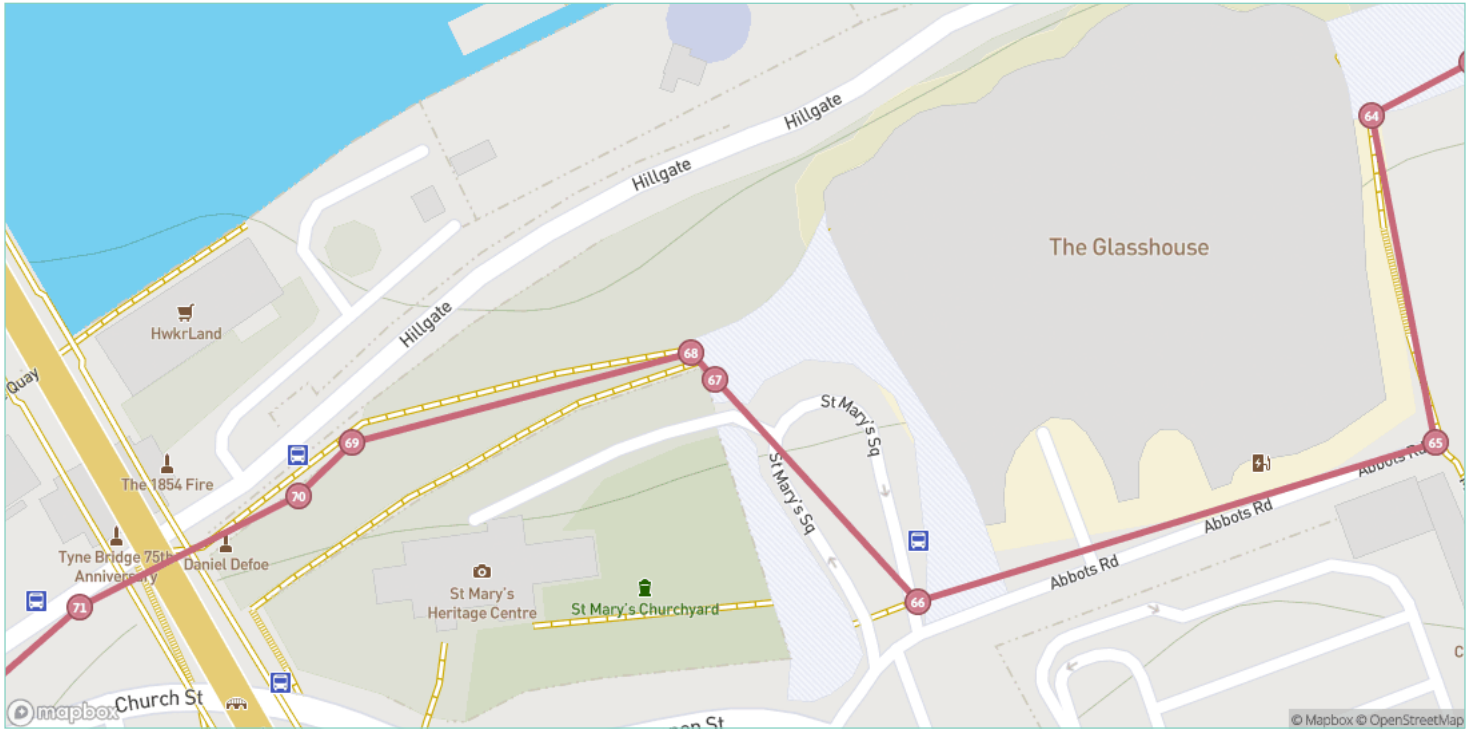 Hillgate
64
The Glasshouse
Hillgate
HwkrLand
Hillgate
68
67
Quay
St Mary's Sq
69
65
Abbots Rd
The 1854 Fire
70
St Mary's Sq
Abbots Rd
Tyne Bridge 75th
Anniversary
Daniel Defoe
Abbots Rd
St Mary's
Heritage Centre
St Mary's Churchyard
66
71
C
Church St
St
mapbox
© Mapbox © OpenStreetMap